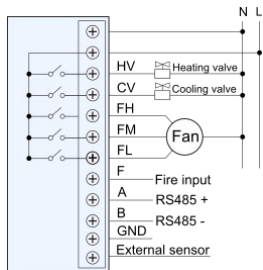 N L
HV Heating valve
CV Cooling valve
FH
FM Fan
FL
F Fire input
A RS485 +
B RS485 -
GND
External sensor